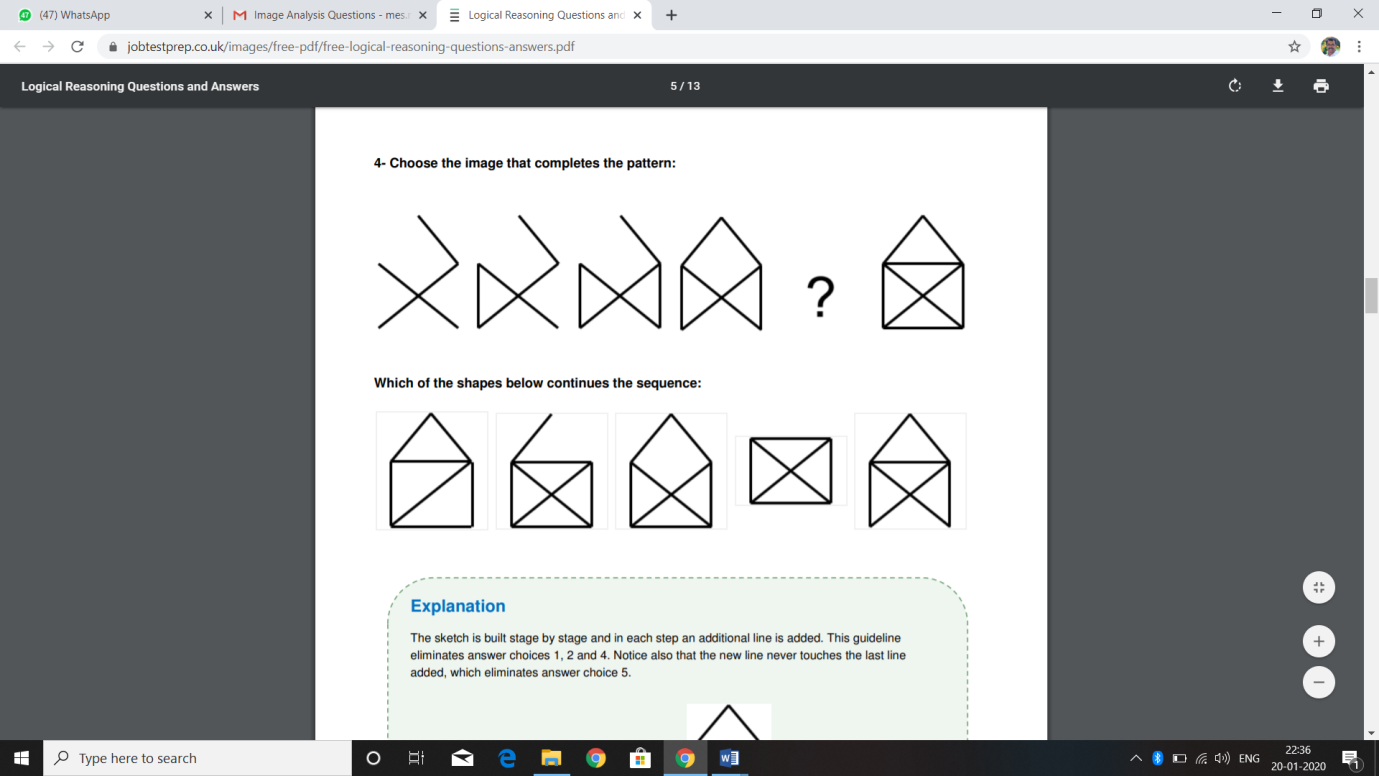 47 (47) WhatsApp
M Image Analysis Questions - mes.r
Logical Reasoning Questions and
jobtestprep.co.uk/images/free-pdf/free-logical-reasoning-questions-answers.pdf
Logical Reasoning Questions and Answers
5 / 13
4- Choose the image that completes the pattern:
?
Which of the shapes below continues the sequence:
Explanation
The sketch is built stage by stage and in each step an additional line is added. This guideline
eliminates answer choices 1, 2 and 4. Notice also that the new line never touches the last line
added, which eliminates answer choice 5.
Type here to search
ENG
22:36
20-01-2020
1